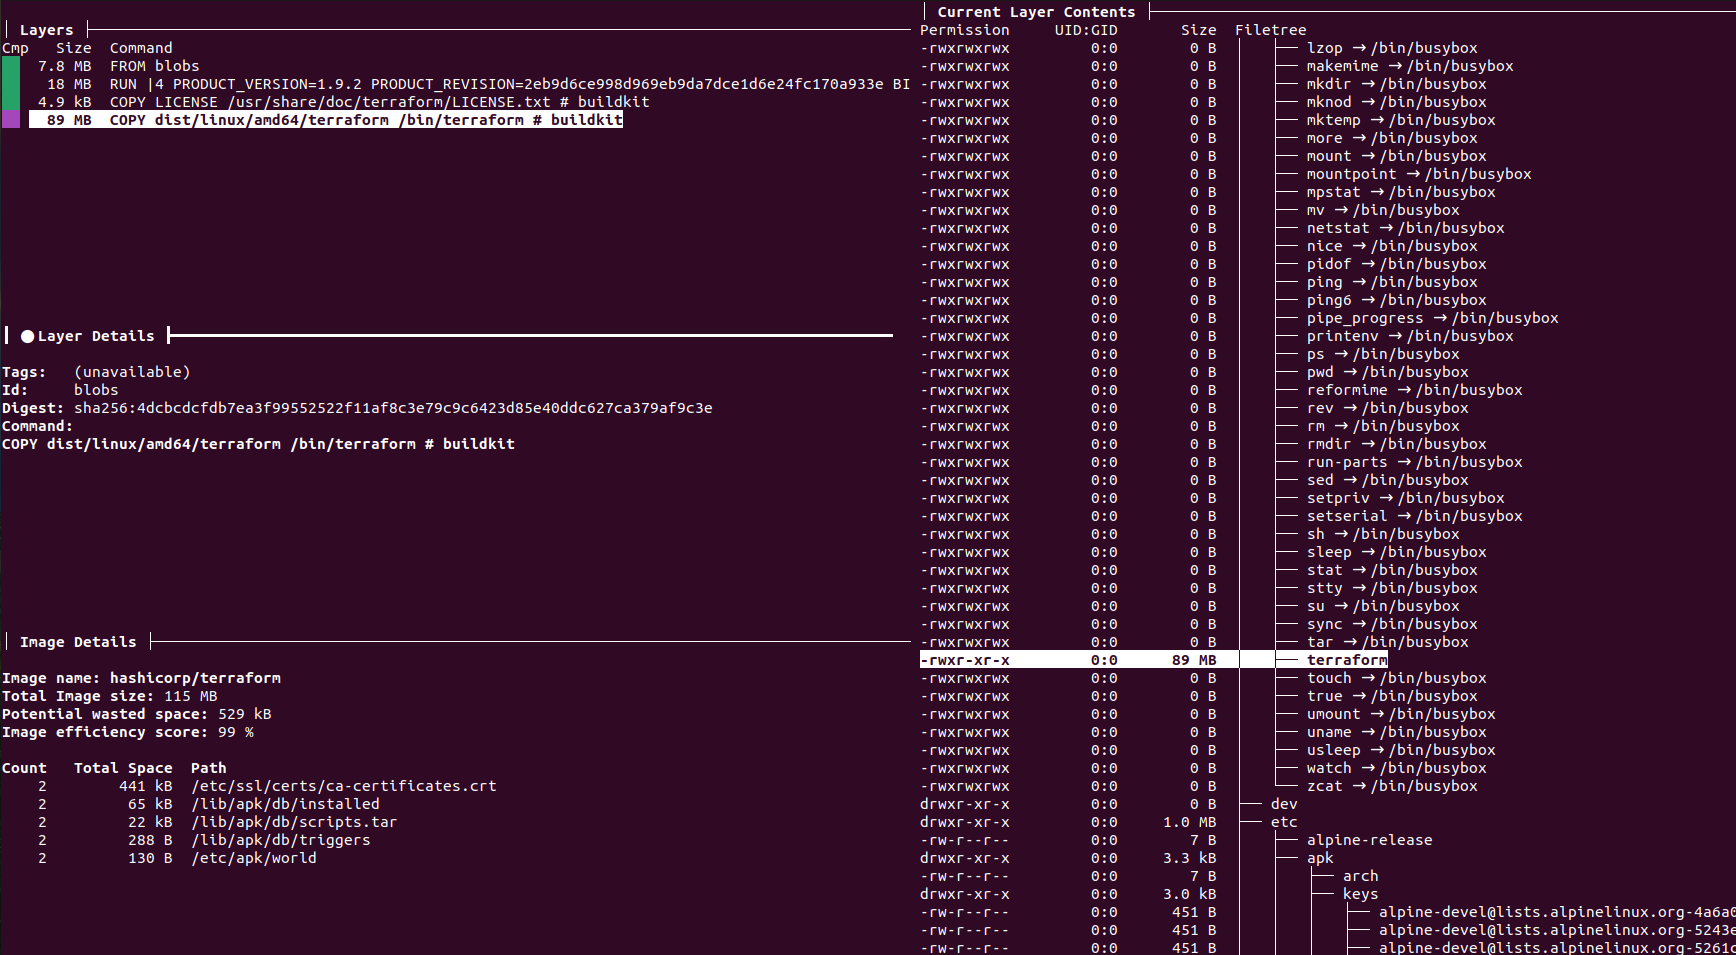 Layers
Cmp Size Command
7.8 MB FROM blobs
18 MB RUN |4 PRODUCT_VERSION=1.9.2 PRODUCT_REVISION=2eb9d6ce998d969eb9da7dce1d6e24fc170a933e BI
4.9 kB COPY LICENSE /usr/share/doc/terraform/LICENSE.txt # buildkit
89 MB COPY dist/linux/amd64/terraform /bin/terraform # buildkit
● Layer Details
Tags: (unavailable)
Id: blobs
Digest: sha256:4dcbcdcfdb7ea3f99552522f11af8c3e79c9c6423d85e40ddc627ca379af9c3e
Command:
COPY dist/linux/amd64/terraform /bin/terraform # buildkit
Image Details
Image name: hashicorp/terraform
Total Image size: 115 MB
Potential wasted space: 529 kB
Image efficiency score: 99 %
Count Total Space Path
2 441 kB /etc/ssl/certs/ca-certificates.crt
2 65 kB /lib/apk/db/installed
2 22 kB /lib/apk/db/scripts.tar
2 288 B /lib/apk/db/triggers
2 130 B /etc/apk/world
Current Layer Contents
Permission UID:GID Size Filetree
-rwxrwxrwx 0:0 0 B lzop → /bin/busybox
-rwxrwxrwx 0:0 0 B makemime → /bin/busybox
-rwxrwxrwx 0:0 0 B mkdir → /bin/busybox
-rwxrwxrwx 0:0 0 B mknod → /bin/busybox
-rwxrwxrwx 0:0 0 B mktemp → /bin/busybox
-rwxrwxrwx 0:0 0 B more → /bin/busybox
-rwxrwxrwx 0:0 0 B mount → /bin/busybox
-rwxrwxrwx 0:0 0 B mountpoint → /bin/busybox
-rwxrwxrwx 0:0 0 B mpstat → /bin/busybox
-rwxrwxrwx 0:0 0 B mv → /bin/busybox
-rwxrwxrwx 0:0 0 B netstat → /bin/busybox
-rwxrwxrwx 0:0 0 B nice → /bin/busybox
-rwxrwxrwx 0:0 0 B pidof → /bin/busybox
-rwxrwxrwx 0:0 0 B ping → /bin/busybox
-rwxrwxrwx 0:0 0 B ping6 → /bin/busybox
-rwxrwxrwx 0:0 0 B pipe_progress → /bin/busybox
-rwxrwxrwx 0:0 0 B printenv → /bin/busybox
-rwxrwxrwx 0:0 0 B ps → /bin/busybox
-rwxrwxrwx 0:0 0 B pwd → /bin/busybox
-rwxrwxrwx 0:0 0 B reformime → /bin/busybox
-rwxrwxrwx 0:0 0 B rev → /bin/busybox
-rwxrwxrwx 0:0 0 B rm → /bin/busybox
-rwxrwxrwx 0:0 0 B rmdir → /bin/busybox
-rwxrwxrwx 0:0 0 B run-parts → /bin/busybox
-rwxrwxrwx 0:0 0 B sed → /bin/busybox
-rwxrwxrwx 0:0 0 B setpriv → /bin/busybox
-rwxrwxrwx 0:0 0 B setserial → /bin/busybox
-rwxrwxrwx 0:0 0 B sh → /bin/busybox
-rwxrwxrwx 0:0 0 B sleep → /bin/busybox
-rwxrwxrwx 0:0 0 B stat → /bin/busybox
-rwxrwxrwx 0:0 0 B stty → /bin/busybox
-rwxrwxrwx 0:0 0 B su → /bin/busybox
-rwxrwxrwx 0:0 0 B sync → /bin/busybox
-rwxrwxrwx 0:0 0 B tar → /bin/busybox
-rwxr-xr-x 0:0 89 MB terraform
-rwxrwxrwx 0:0 0 B touch → /bin/busybox
-rwxrwxrwx 0:0 0 B true → /bin/busybox
-rwxrwxrwx 0:0 0 B umount → /bin/busybox
-rwxrwxrwx 0:0 0 B uname → /bin/busybox
-rwxrwxrwx 0:0 0 B usleep → /bin/busybox
-rwxrwxrwx 0:0 0 B watch → /bin/busybox
-rwxrwxrwx 0:0 0 B zcat → /bin/busybox
drwxr-xr-x 0:0 0 B dev
drwxr-xr-x 0:0 1.0 MB etc
-rw-r--r-- 0:0 7 B alpine-release
drwxr-xr-x 0:0 3.3 kB apk
-rw-r--r-- 0:0 7 B arch
drwxr-xr-x 0:0 3.0 kB keys
-rw-r--r-- 0:0 451 B alpine-devel@lists.alpinelinux.org-4a6a0
-rw-r--r-- 0:0 451 B alpine-devel@lists.alpinelinux.org-5243e
-rw-r--r-- 0:0 451 B alpine-devel@lists.alpinelinux.org-5261c